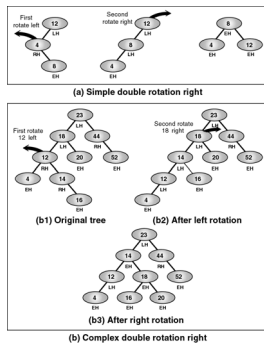 First
rotate left
12
LH
4
RH
8
EH
Second
rotate right
12
LH
8
LH
4
EH
8
EH
4
EH
12
EH
(a) Simple double rotation right
First rotate
12 left
23
LH
18
LH
44
RH
12
RH
20
EH
52
EH
4
EH
14
RH
16
EH
(b1) Original tree
Second rotate
18 right
23
LH
18
LH
44
RH
14
LH
20
EH
52
EH
12
LH
16
EH
4
EH
(b2) After left rotation
23
LH
14
EH
44
RH
12
LH
18
EH
52
EH
4
EH
16
EH
20
EH
(b3) After right rotation
(b) Complex double rotation right